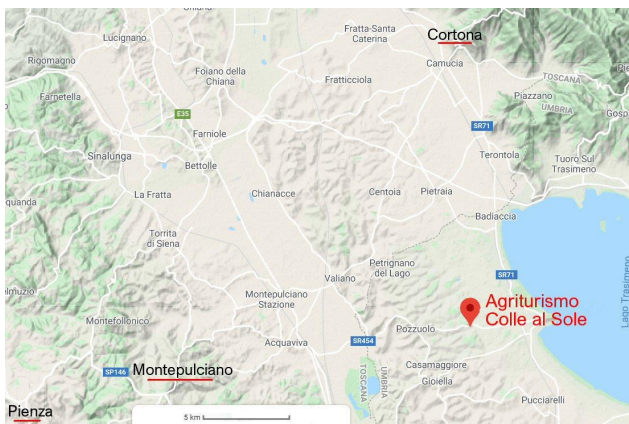 Chiana
Lucignano
Fratta-Santa
Caterina
Cortona
Rigomagno
Camucia
Foiano della
Chiana
Fratticciola
TOSCANA
Farnetella
Piazzano
UMBRIA
E35
Farniole
SR71
Sinalunga
Bettolle
Terontola
Tuoro Sul
Trasimeno
La Fratta
Chianacce
Centoia
Pietraia
Badiaccia
Torrita
di Siena
Petrignano
del Lago
Valiano
SR71
Lago Trasimeno
Montepulciano
Stazione
Agriturismo
Colle al Sole
Montefollonico
Pozzuolo
Acquaviva
SR454
Casamaggiore
SP146
Montepulciano
TOSCANA
UMBRIA
Gioiella
Pucciarelli
Pienza
5 km